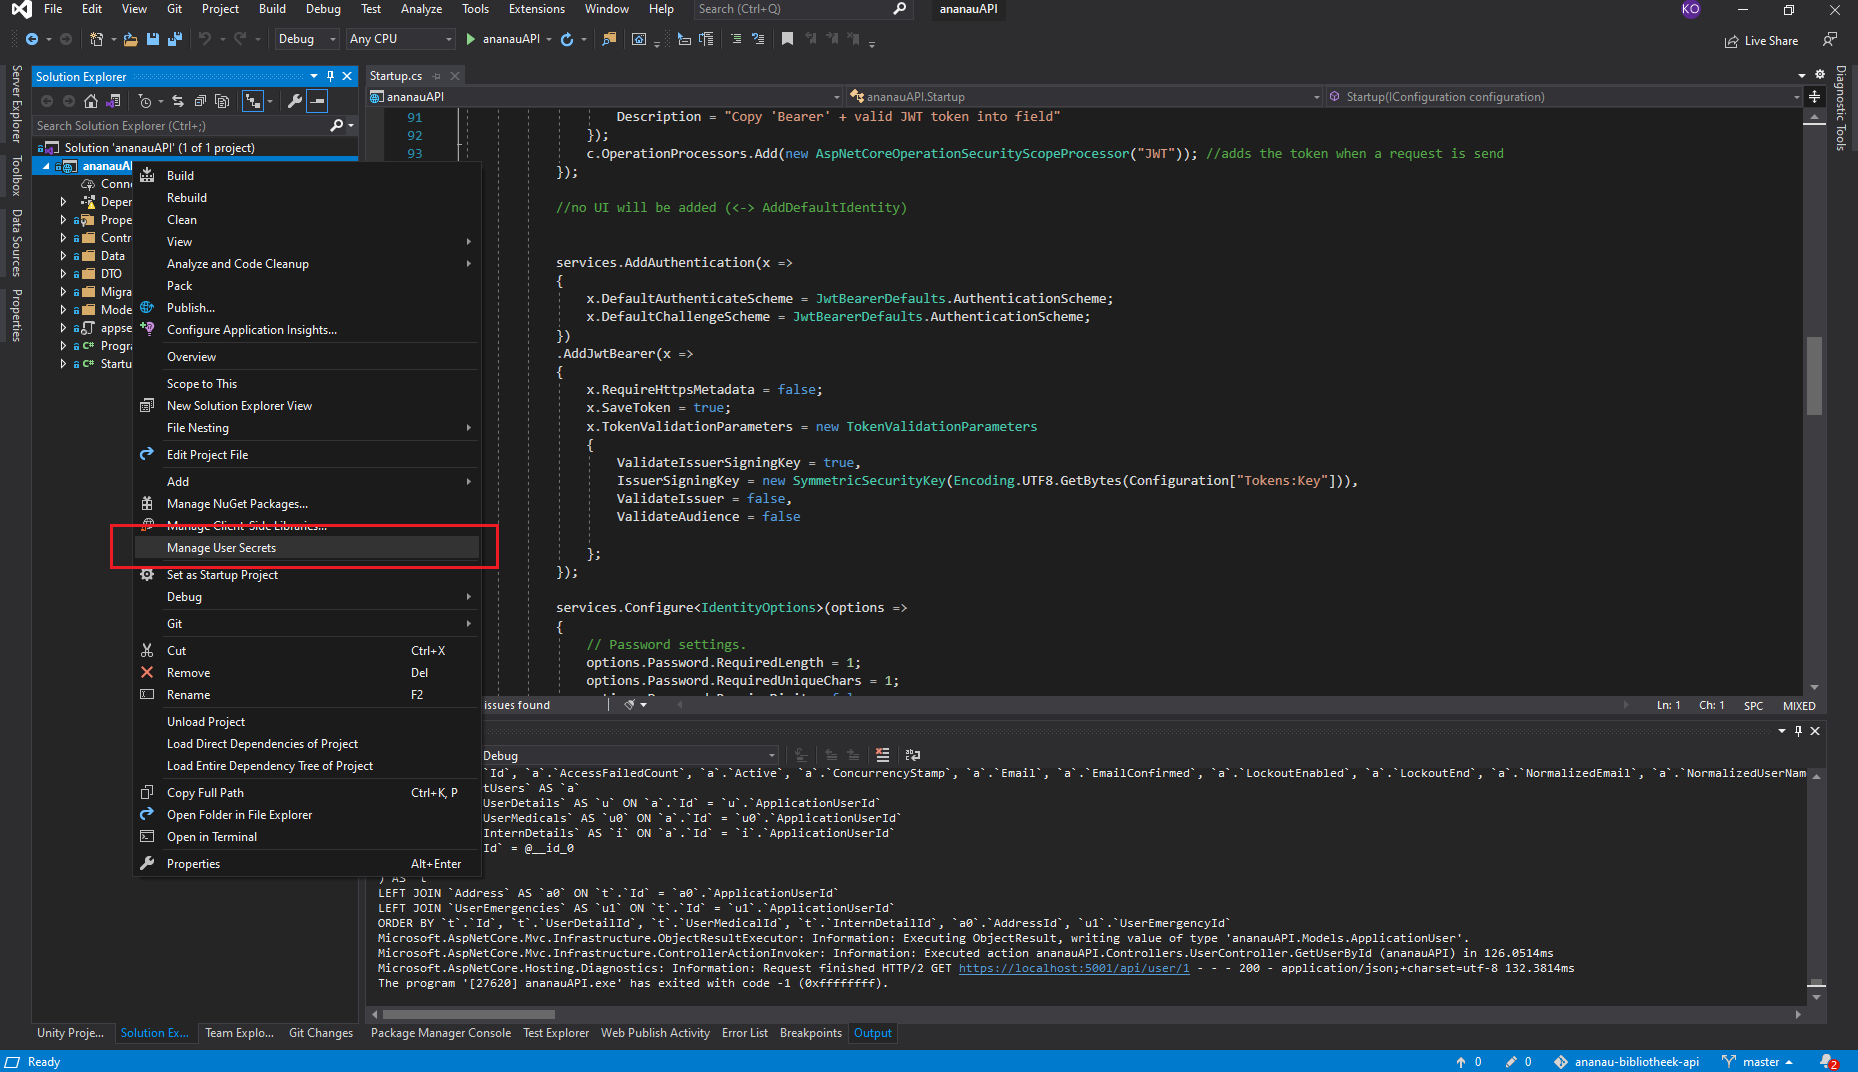 File Edit View Git Project Build Debug Test Analyze Tools Extensions Window Help Search (Ctrl+Q) ananauAPI KO
Debug Any CPU ananauAPI Live Share
Server Explorer
Toolbox
Data Sources
Properties
Solution Explorer
Search Solution Explorer (Ctrl+;)
Solution 'ananauAPI' (1 of 1 project)
ananauAI
Conne
Depen
Prope
Contr
Data
DTO
Migra
Mode
appse
Progra
Startu
Build
Rebuild
Clean
View
Analyze and Code Cleanup
Pack
Publish...
Configure Application Insights...
Overview
Scope to This
New Solution Explorer View
File Nesting
Edit Project File
Add
Manage NuGet Packages...
Manage Client-Side Libraries...
Manage User Secrets
Set as Startup Project
Debug
Git
Cut Ctrl+X
Remove Del
Rename F2
Unload Project
Load Direct Dependencies of Project
Load Entire Dependency Tree of Project
Copy Full Path Ctrl+K, P
Open Folder in File Explorer
Open in Terminal
Properties Alt+Enter
Startup.cs
ananauAPI ananauAPI.Startup Startup(IConfiguration configuration)
Diagnostic Tools
91 Description = "Copy 'Bearer' + valid JWT token into field"
92 });
93 c.OperationProcessors.Add(new AspNetCoreOperationSecurityScopeProcessor("JWT")); //adds the token when a request is send
});
//no UI will be added (<-> AddDefaultIdentity)
services.AddAuthentication(x =>
{
x.DefaultAuthenticateScheme = JwtBearerDefaults.AuthenticationScheme;
x.DefaultChallengeScheme = JwtBearerDefaults.AuthenticationScheme;
})
.AddJwtBearer(x =>
{
x.RequireHttpsMetadata = false;
x.SaveToken = true;
x.TokenValidationParameters = new TokenValidationParameters
{
ValidateIssuerSigningKey = true,
IssuerSigningKey = new SymmetricSecurityKey(Encoding.UTF8.GetBytes(Configuration["Tokens:Key"])),
ValidateIssuer = false,
ValidateAudience = false
};
});
services.Configure<IdentityOptions>(options =>
{
// Password settings.
options.Password.RequiredLength = 1;
options.Password.RequiredUniqueChars = 1;
issues found Ln: 1 Ch: 1 SPC MIXED
Debug
`Id`, `a`.`AccessFailedCount`, `a`.`Active`, `a`.`ConcurrencyStamp`, `a`.`Email`, `a`.`EmailConfirmed`, `a`.`LockoutEnabled`, `a`.`LockoutEnd`, `a`.`NormalizedEmail`, `a`.`NormalizedUserNam
tUsers` AS `a`
UserDetails` AS `u` ON `a`.`Id` = `u`.`ApplicationUserId`
UserMedicals` AS `u0` ON `a`.`Id` = `u0`.`ApplicationUserId`
InternDetails` AS `i` ON `a`.`Id` = `i`.`ApplicationUserId`
Id` = @__id_0
) AS `t`
LEFT JOIN `Address` AS `a0` ON `t`.`Id` = `a0`.`ApplicationUserId`
LEFT JOIN `UserEmergencies` AS `u1` ON `t`.`Id` = `u1`.`ApplicationUserId`
ORDER BY `t`.`Id`, `t`.`UserDetailId`, `t`.`UserMedicalId`, `t`.`InternDetailId`, `a0`.`AddressId`, `u1`.`UserEmergencyId`
Microsoft.AspNetCore.Mvc.Infrastructure.ObjectResultExecutor: Information: Executing ObjectResult, writing value of type 'ananauAPI.Models.ApplicationUser'.
Microsoft.AspNetCore.Mvc.Infrastructure.ControllerActionInvoker: Information: Executed action ananauAPI.Controllers.UserController.GetUserById (ananauAPI) in 126.0514ms
Microsoft.AspNetCore.Hosting.Diagnostics: Information: Request finished HTTP/2 GET https://localhost:5001/api/user/1 - - - 200 - application/json;+charset=utf-8 132.3814ms
The program '[27620] ananauAPI.exe' has exited with code -1 (0xffffffff).
Unity Proje... Solution Ex... Team Explo... Git Changes Package Manager Console Test Explorer Web Publish Activity Error List Breakpoints Output
Ready 0 0 ananau-bibliotheek-api master 2